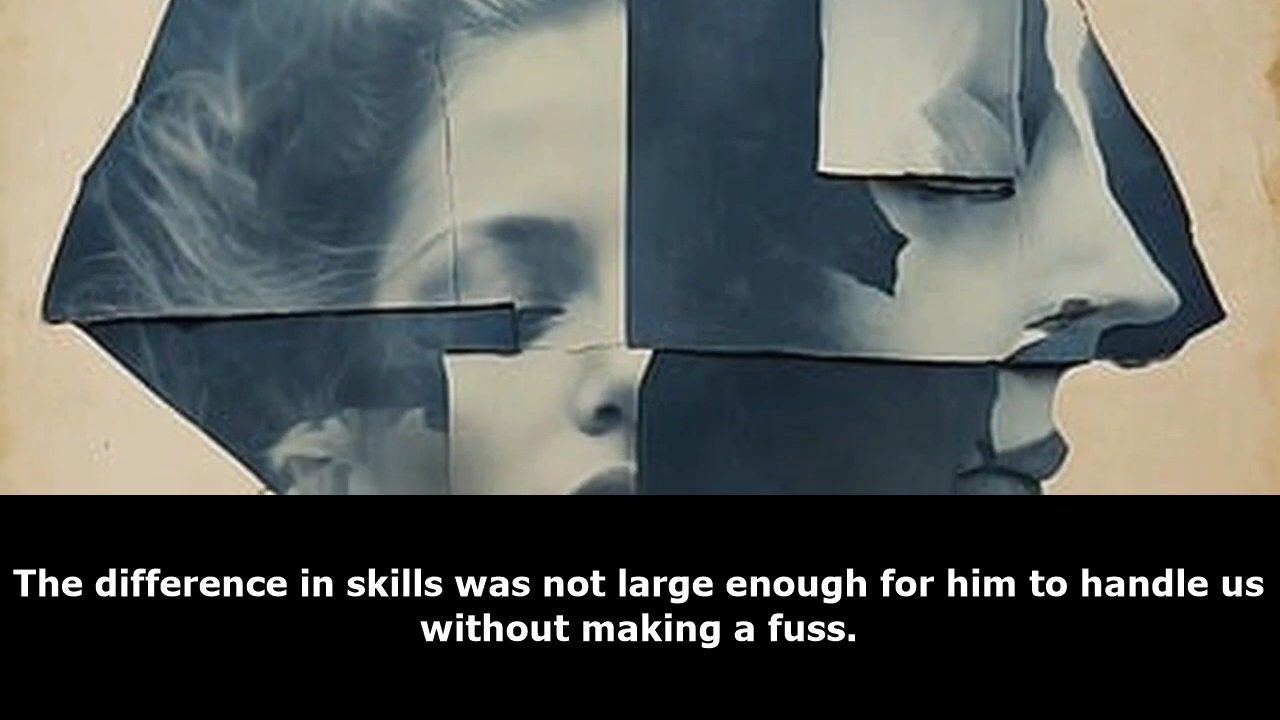 The difference in skills was not large enough for him to handle us
without making a fuss.